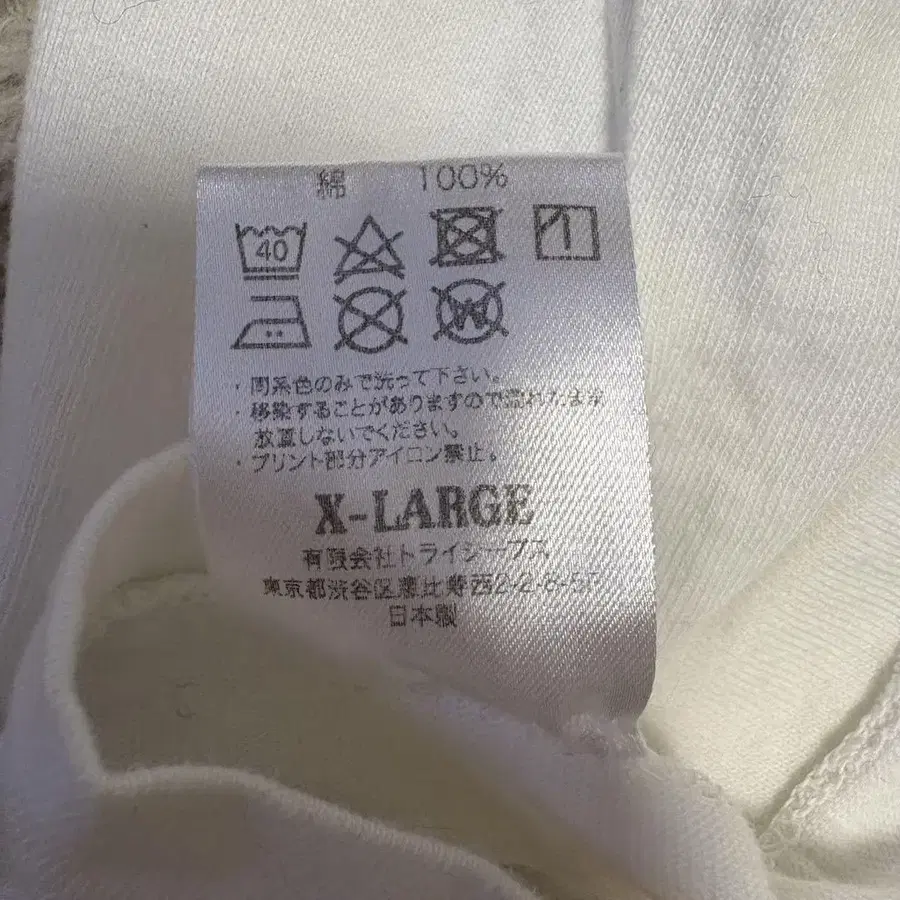 綿 100%
40
W
・同系色のみで洗って下さい。
・移染することがありますので濡れたまま
放置しないでください。
・プリント部分アイロン禁止。
X-LARGE
有限会社トライシープス
東京都渋谷区恵比寿西2-2-8-5F
日本製